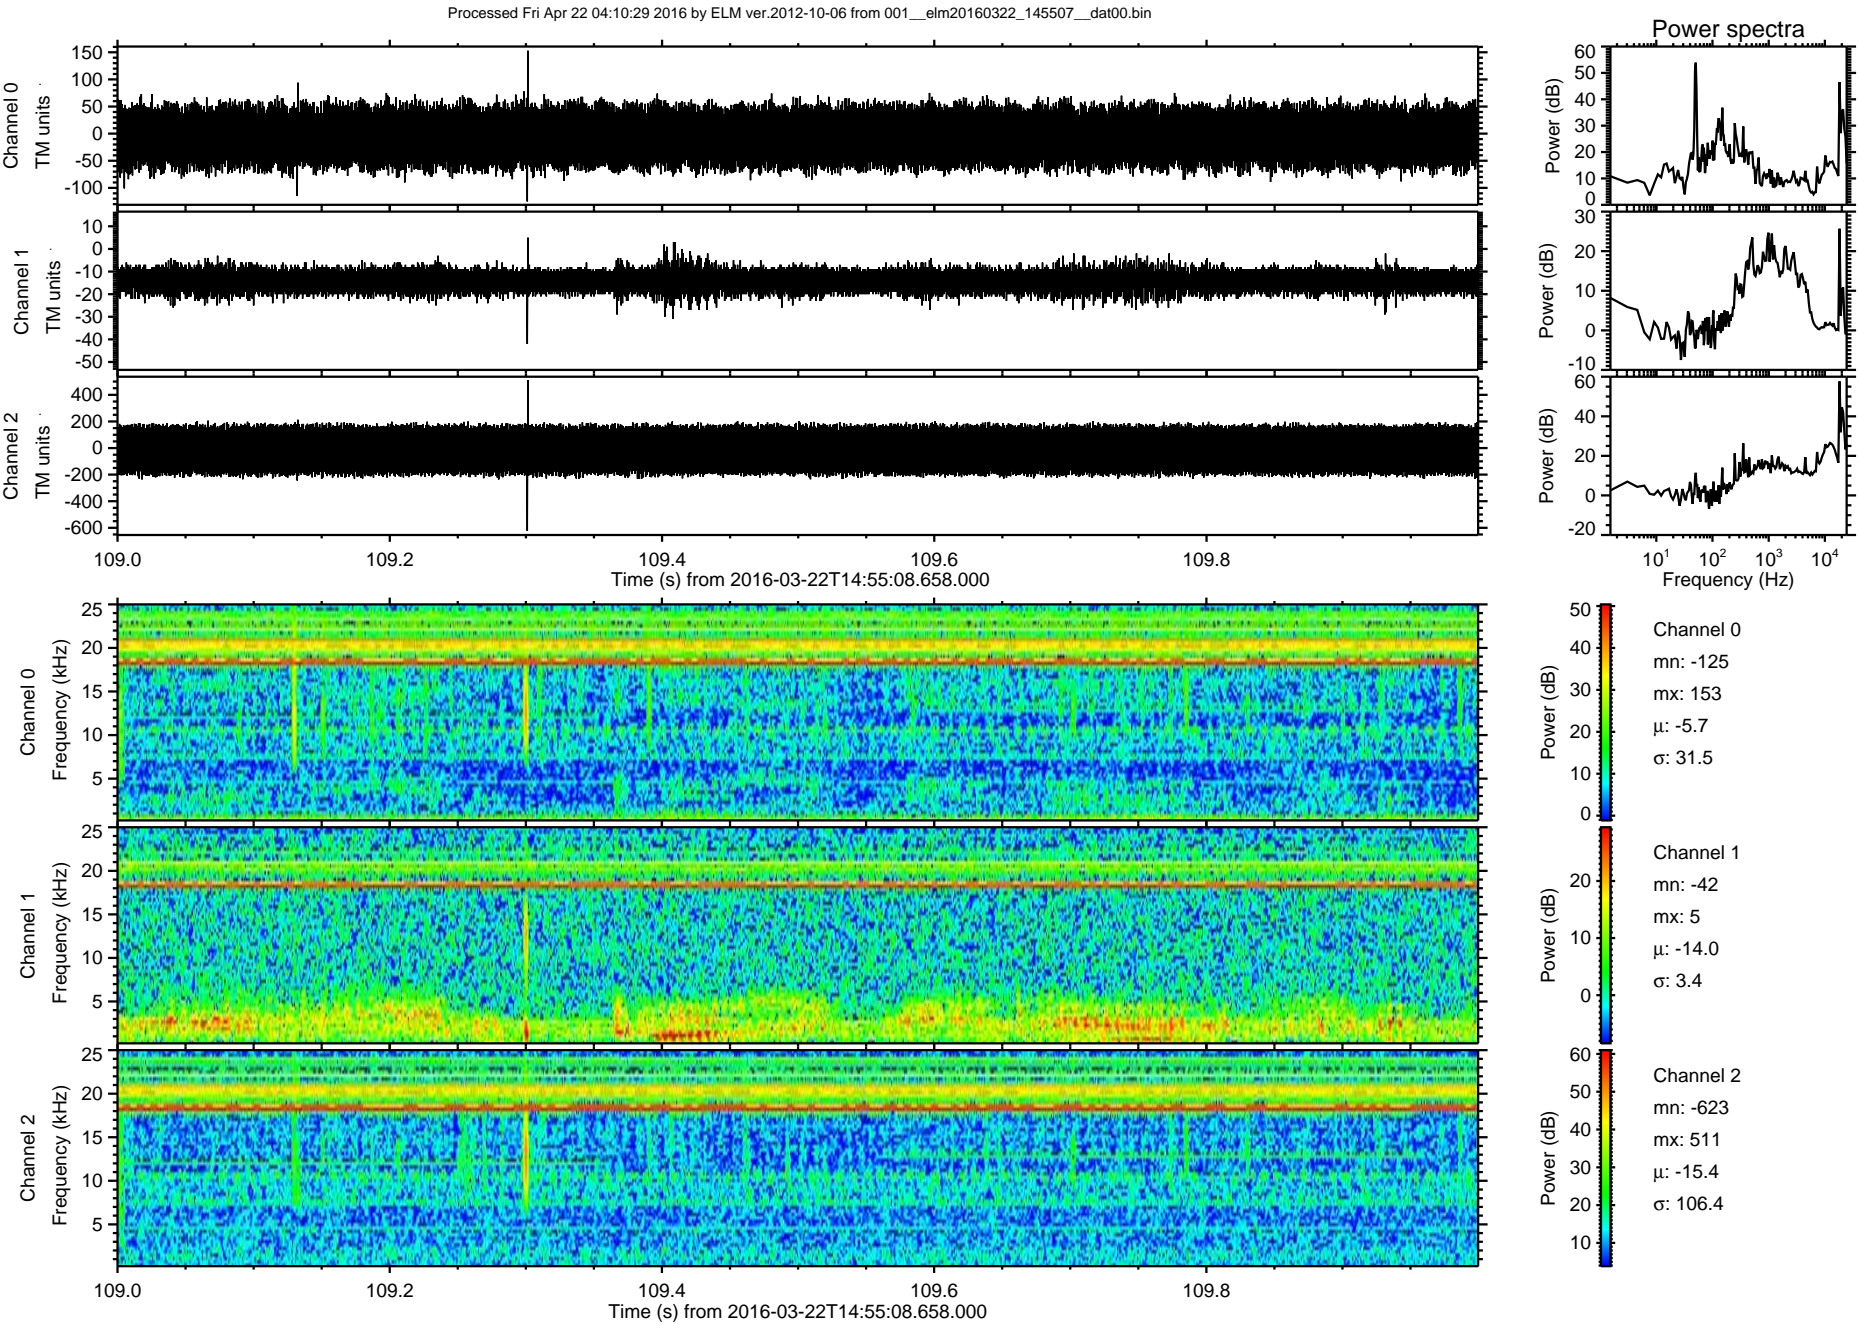 Processed Fri Apr 22 04:10:29 2016 by ELM ver.2012-10-06 from 001__elm20160322_145507__dat00.bin
Power spectra
Channel 0
TM units
150
100
50
0
-50
-100
Power (dB)
60
50
40
30
20
10
0
Channel 1
TM units
10
0
-10
-20
-30
-40
-50
Power (dB)
30
20
10
0
-10
Channel 2
TM units
400
200
0
-200
-400
-600
Power (dB)
60
40
20
0
-20
109.0 109.2 109.4 109.6 109.8
Time (s) from 2016-03-22T14:55:08.658.000
10¹ 10² 10³ 10⁴
Frequency (Hz)
Channel 0
Frequency (kHz)
25
20
15
10
5
Power (dB)
50
40
30
20
10
0
Channel 0
mn: -125
mx: 153
µ: -5.7
σ: 31.5
Channel 1
Frequency (kHz)
25
20
15
10
5
Power (dB)
20
10
0
Channel 1
mn: -42
mx: 5
µ: -14.0
σ: 3.4
Channel 2
Frequency (kHz)
25
20
15
10
5
Power (dB)
60
50
40
30
20
10
Channel 2
mn: -623
mx: 511
µ: -15.4
σ: 106.4
109.0 109.2 109.4 109.6 109.8
Time (s) from 2016-03-22T14:55:08.658.000